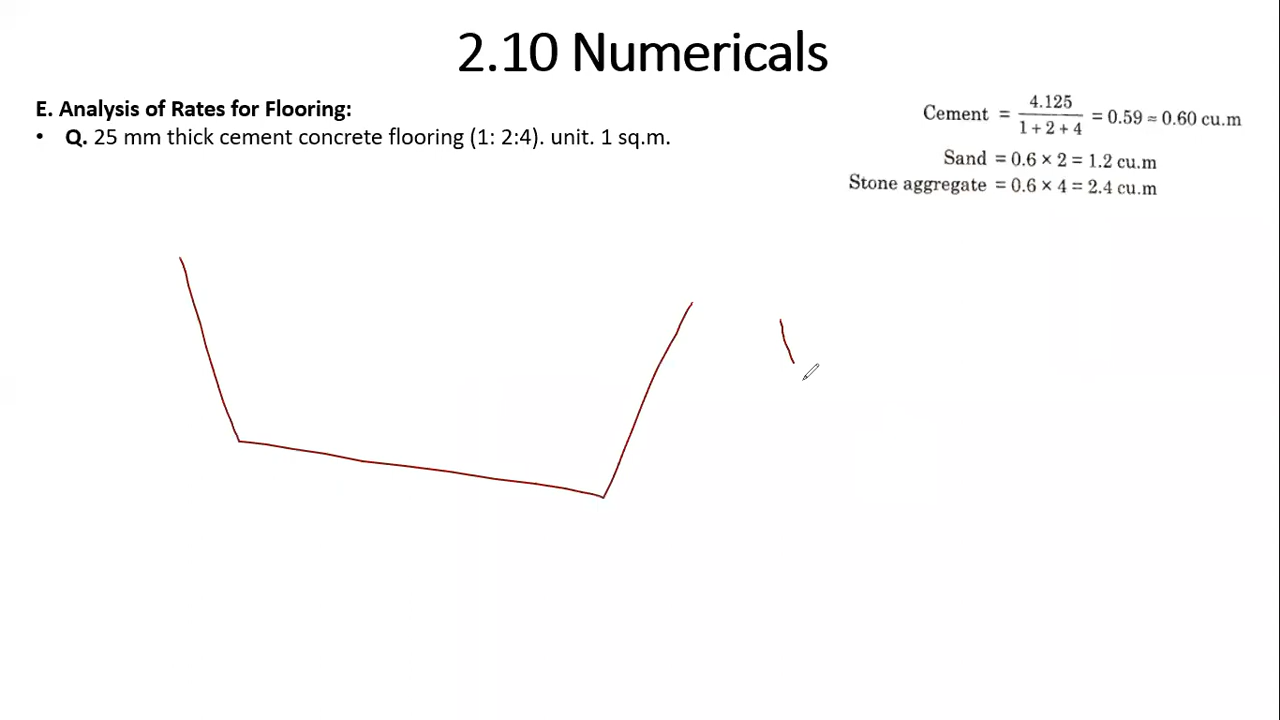 2.10 Numericals
E. Analysis of Rates for Flooring:
• Q. 25 mm thick cement concrete flooring (1: 2:4). unit. 1 sq.m.
Cement = 4.125 / 1 + 2 + 4 = 0.59 ≈ 0.60 cu.m
Sand = 0.6 × 2 = 1.2 cu.m
Stone aggregate = 0.6 × 4 = 2.4 cu.m